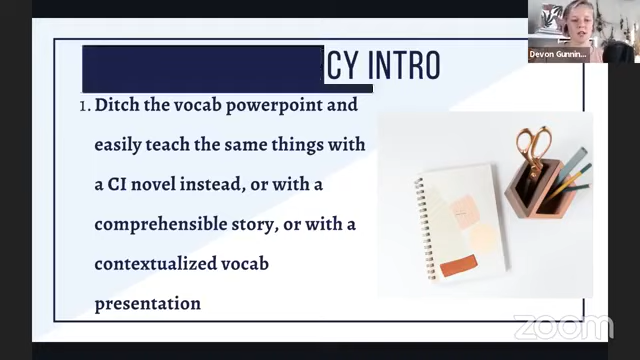 CY INTRO
1. Ditch the vocab powerpoint and
easily teach the same things with
a CI novel instead, or with a
comprehensible story, or with a
contextualized vocab
presentation
Devon Gunnin...
zoom